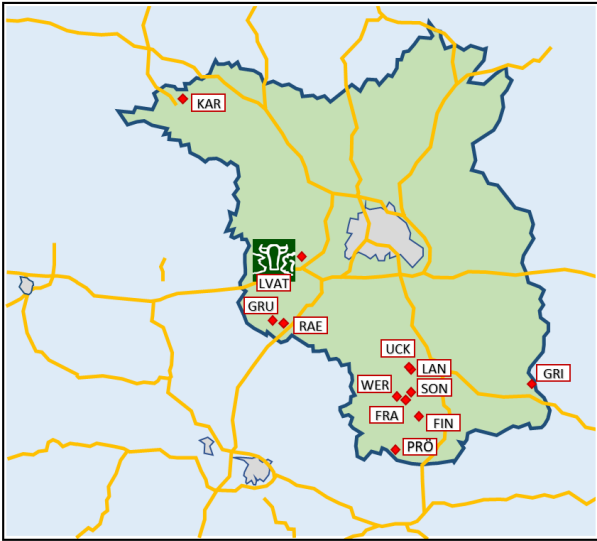 KAR
LVAT
GRU
RAE
UCK
LAN
GRI
WER
SON
FRA
FIN
PRÖ